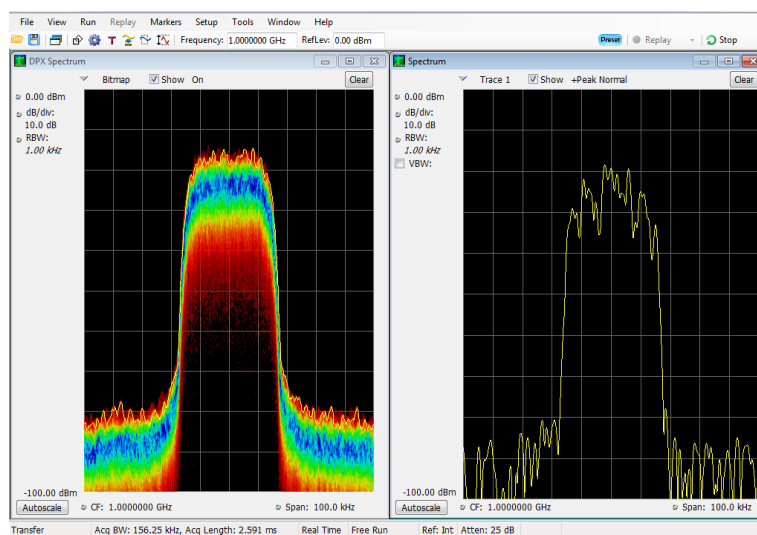 File View Run Replay Markers Setup Tools Window Help
T Frequency: 1.0000000 GHz RefLev: 0.00 dBm Preset Replay Stop
DPX Spectrum
Bitmap Show On Clear
0.00 dBm
dB/div:
10.0 dB
RBW:
1.00 kHz
-100.00 dBm
Autoscale CF: 1.0000000 GHz Span: 100.0 kHz
Spectrum
Trace 1 Show +Peak Normal Clear
0.00 dBm
dB/div:
10.0 dB
RBW:
1.00 kHz
VBW:
-100.00 dBm
Autoscale CF: 1.0000000 GHz Span: 100.0 kHz
Transfer Acq BW: 156.25 kHz, Acq Length: 2.591 ms Real Time Free Run Ref: Int Atten: 25 dB